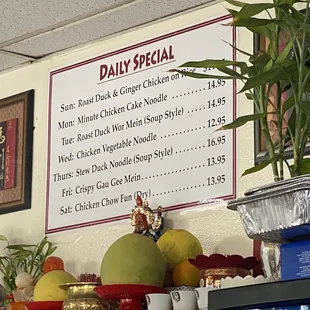 DAILY SPECIAL
SUN: ROAST DUCK & GINGER CHICKEN ON
MON: MINUTE CHICKEN CAKE NOODLE 14.95
TUE: ROAST DUCK WOR MEIN (SOUP STYLE) 14.95
WED: CHICKEN VEGETABLE NOODLE 12.95
THURS: STEW DUCK NOODLE (SOUP STYLE) 16.95
FRI: CRISPY GAU GEE MEIN 13.95
SAT: CHICKEN CHOW FUN (DRY) 13.95